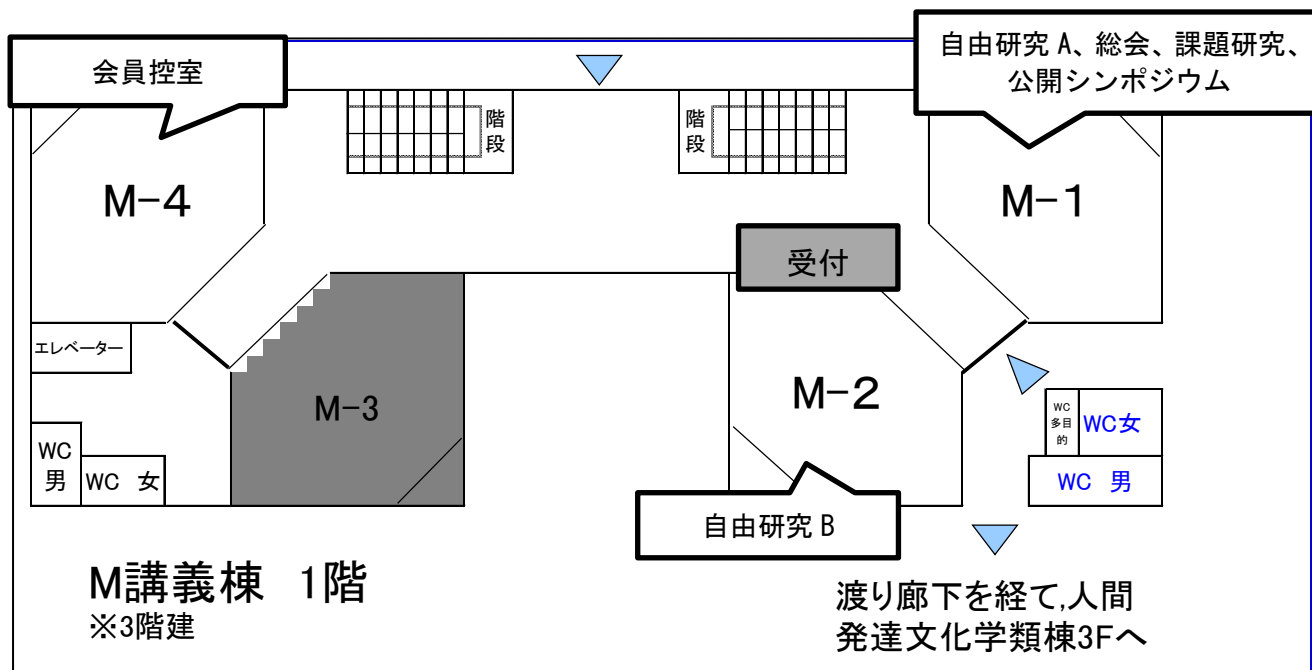 会員控室
自由研究 A、総会、課題研究、
公開シンポジウム
階段
階段
M-4
M-1
受付
エレベーター
M-3
M-2
WC
男
WC 女
WC
多目
的
WC女
WC 男
自由研究 B
M講義棟 1階
※3階建
渡り廊下を経て,人間
発達文化学類棟3Fへ